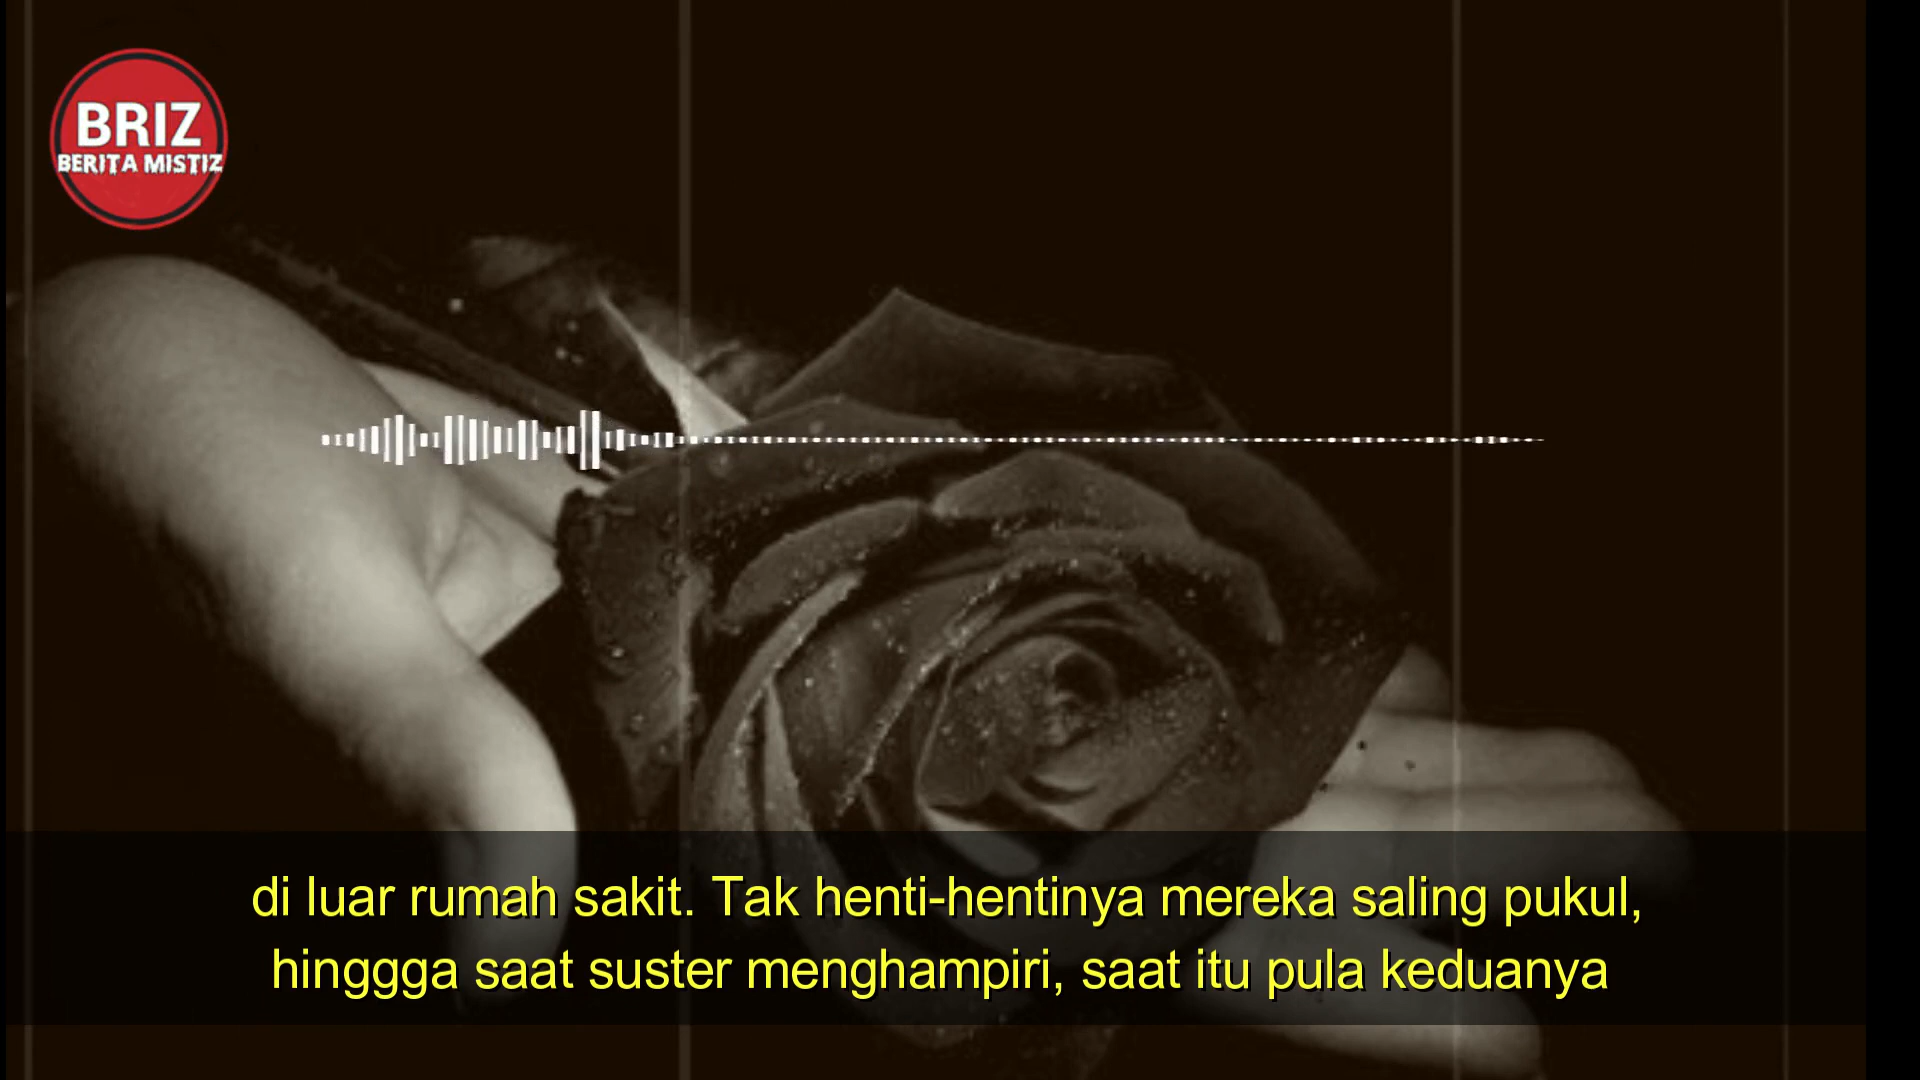 BRIZ
BERITA MISTIZ
di luar rumah sakit. Tak henti-hentinya mereka saling pukul,
hinggga saat suster menghampiri, saat itu pula keduanya